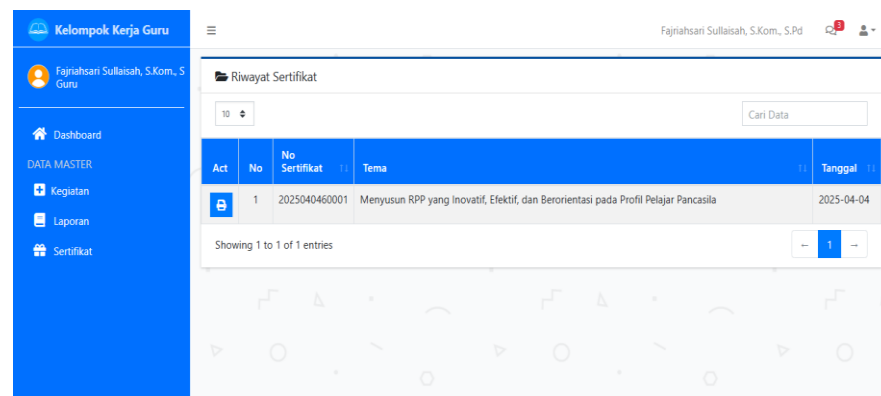 Kelompok Kerja Guru
Fajriahsari Sullaisah, S.Kom., S.Pd
3
Fajriahsari Sullaisah, S.Kom., S
Guru
Dashboard
DATA MASTER
Kegiatan
Laporan
Sertifikat
Riwayat Sertifikat
10
Cari Data
Act No No Sertifikat Tema Tanggal
1 2025040460001 Menyusun RPP yang Inovatif, Efektif, dan Berorientasi pada Profil Pelajar Pancasila 2025-04-04
Showing 1 to 1 of 1 entries
← 1 →